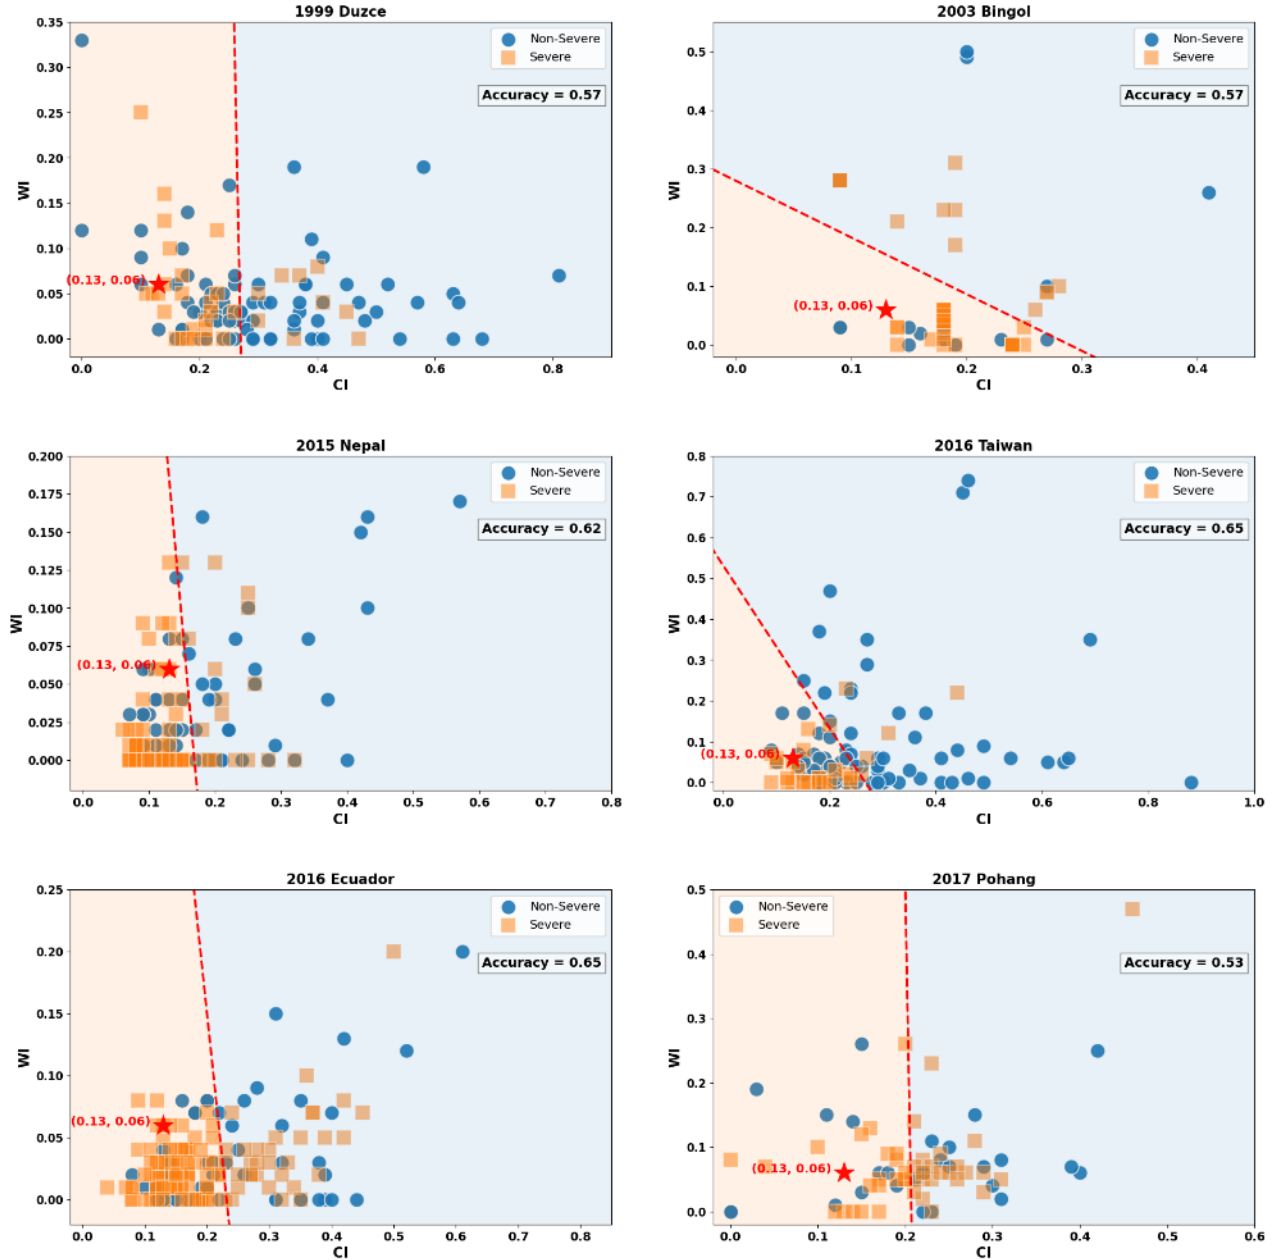 1999 Duzce
0.35
0.30
0.25
0.20
0.15
0.10
0.05
0.00
WI
Non-Severe
Severe
Accuracy = 0.57
(0.13, 0.06)
0.0 0.2 0.4 0.6 0.8
CI
2003 Bingol
0.5
0.4
0.3
0.2
0.1
0.0
WI
Non-Severe
Severe
Accuracy = 0.57
(0.13, 0.06)
0.0 0.1 0.2 0.3 0.4
CI
2015 Nepal
0.200
0.175
0.150
0.125
0.100
0.075
0.050
0.025
0.000
WI
Non-Severe
Severe
Accuracy = 0.62
(0.13, 0.06)
0.0 0.1 0.2 0.3 0.4 0.5 0.6 0.7 0.8
CI
2016 Taiwan
0.8
0.7
0.6
0.5
0.4
0.3
0.2
0.1
0.0
WI
Non-Severe
Severe
Accuracy = 0.65
(0.13, 0.06)
0.0 0.2 0.4 0.6 0.8 1.0
CI
2016 Ecuador
0.25
0.20
0.15
0.10
0.05
0.00
WI
Non-Severe
Severe
Accuracy = 0.65
(0.13, 0.06)
0.0 0.1 0.2 0.3 0.4 0.5 0.6 0.7 0.8
CI
2017 Pohang
0.5
0.4
0.3
0.2
0.1
0.0
WI
Non-Severe
Severe
Accuracy = 0.53
(0.13, 0.06)
0.0 0.1 0.2 0.3 0.4 0.5 0.6
CI